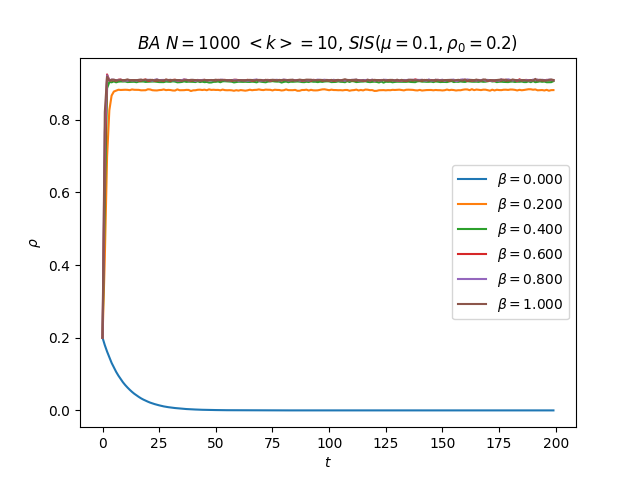 BA N = 1000 < k > = 10, SIS(μ = 0.1, ρ₀ = 0.2)
ρ
0.8
0.6
0.4
0.2
0.0
β = 0.000
β = 0.200
β = 0.400
β = 0.600
β = 0.800
β = 1.000
0 25 50 75 100 125 150 175 200
t